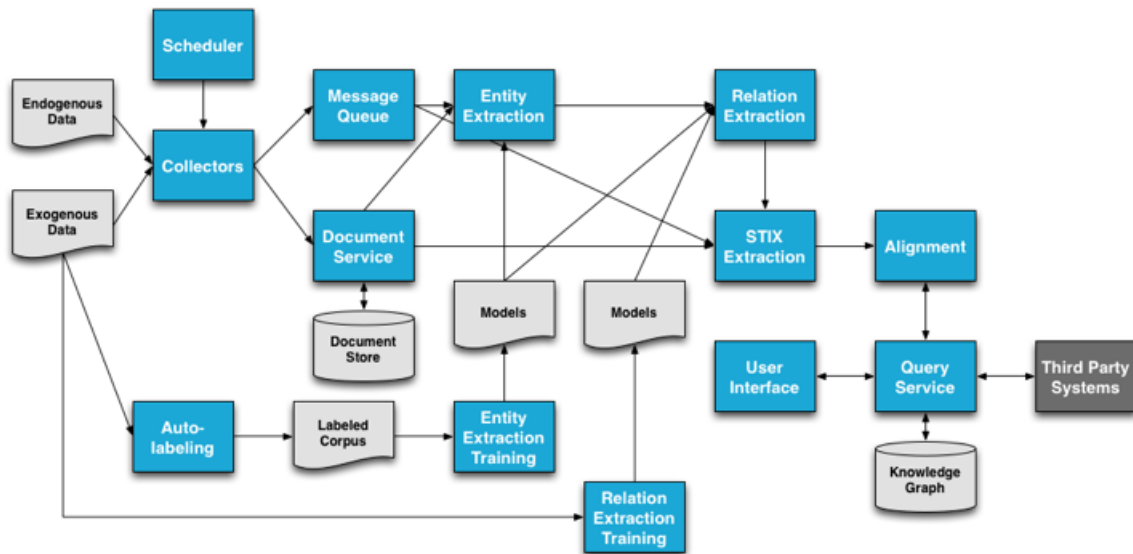 Scheduler
Endogenous
Data
Message
Queue
Entity
Extraction
Relation
Extraction
Collectors
Exogenous
Data
Document
Service
STIX
Extraction
Alignment
Models
Models
Document
Store
User
Interface
Query
Service
Third Party
Systems
Auto-
labeling
Labeled
Corpus
Entity
Extraction
Training
Knowledge
Graph
Relation
Extraction
Training